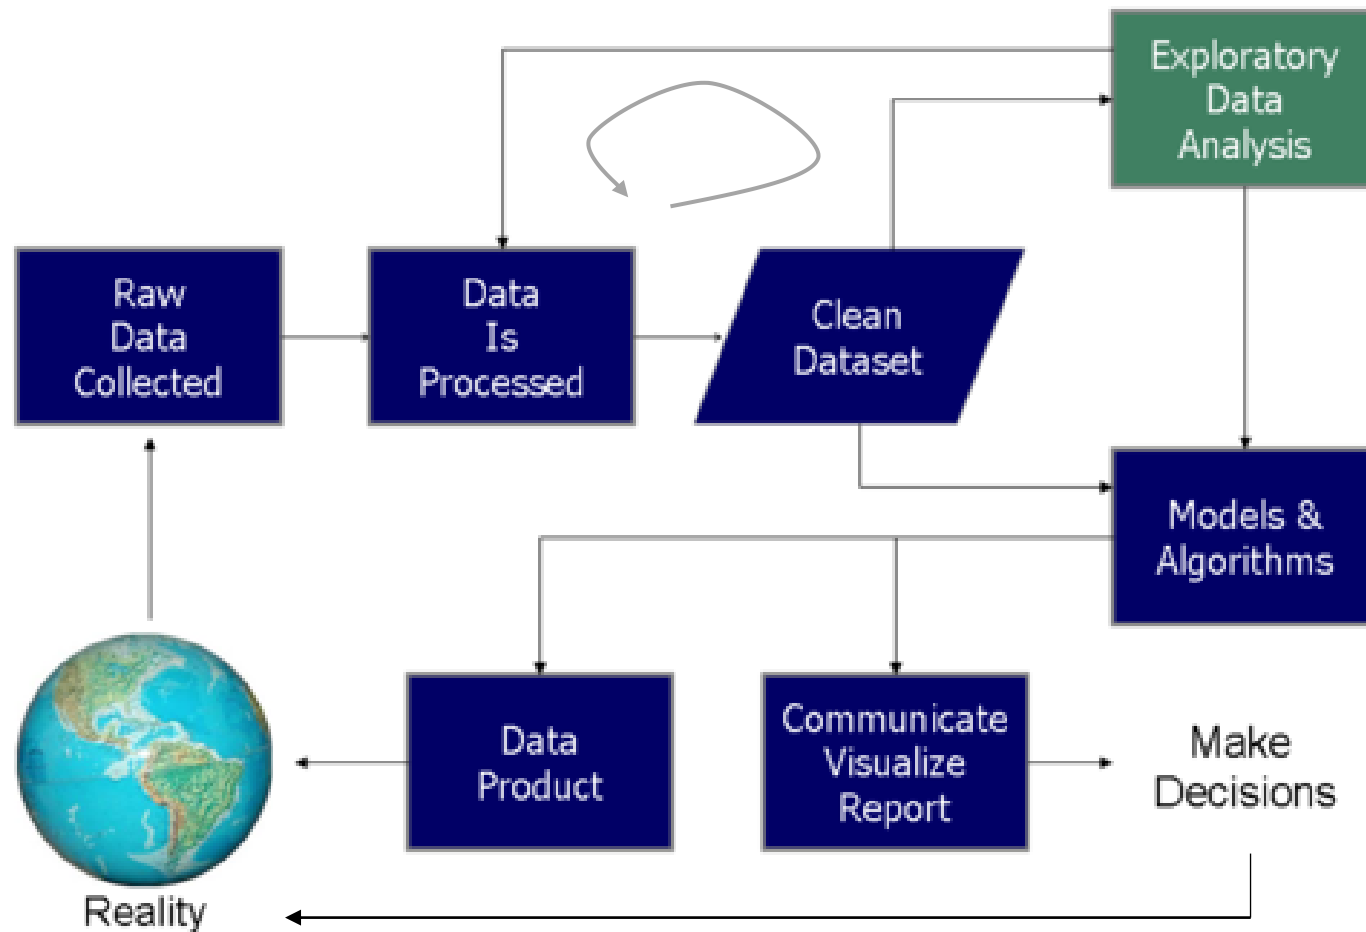 Exploratory
Data
Analysis
Raw
Data
Collected
Data
Is
Processed
Clean
Dataset
Models &
Algorithms
Data
Product
Communicate
Visualize
Report
Make
Decisions
Reality